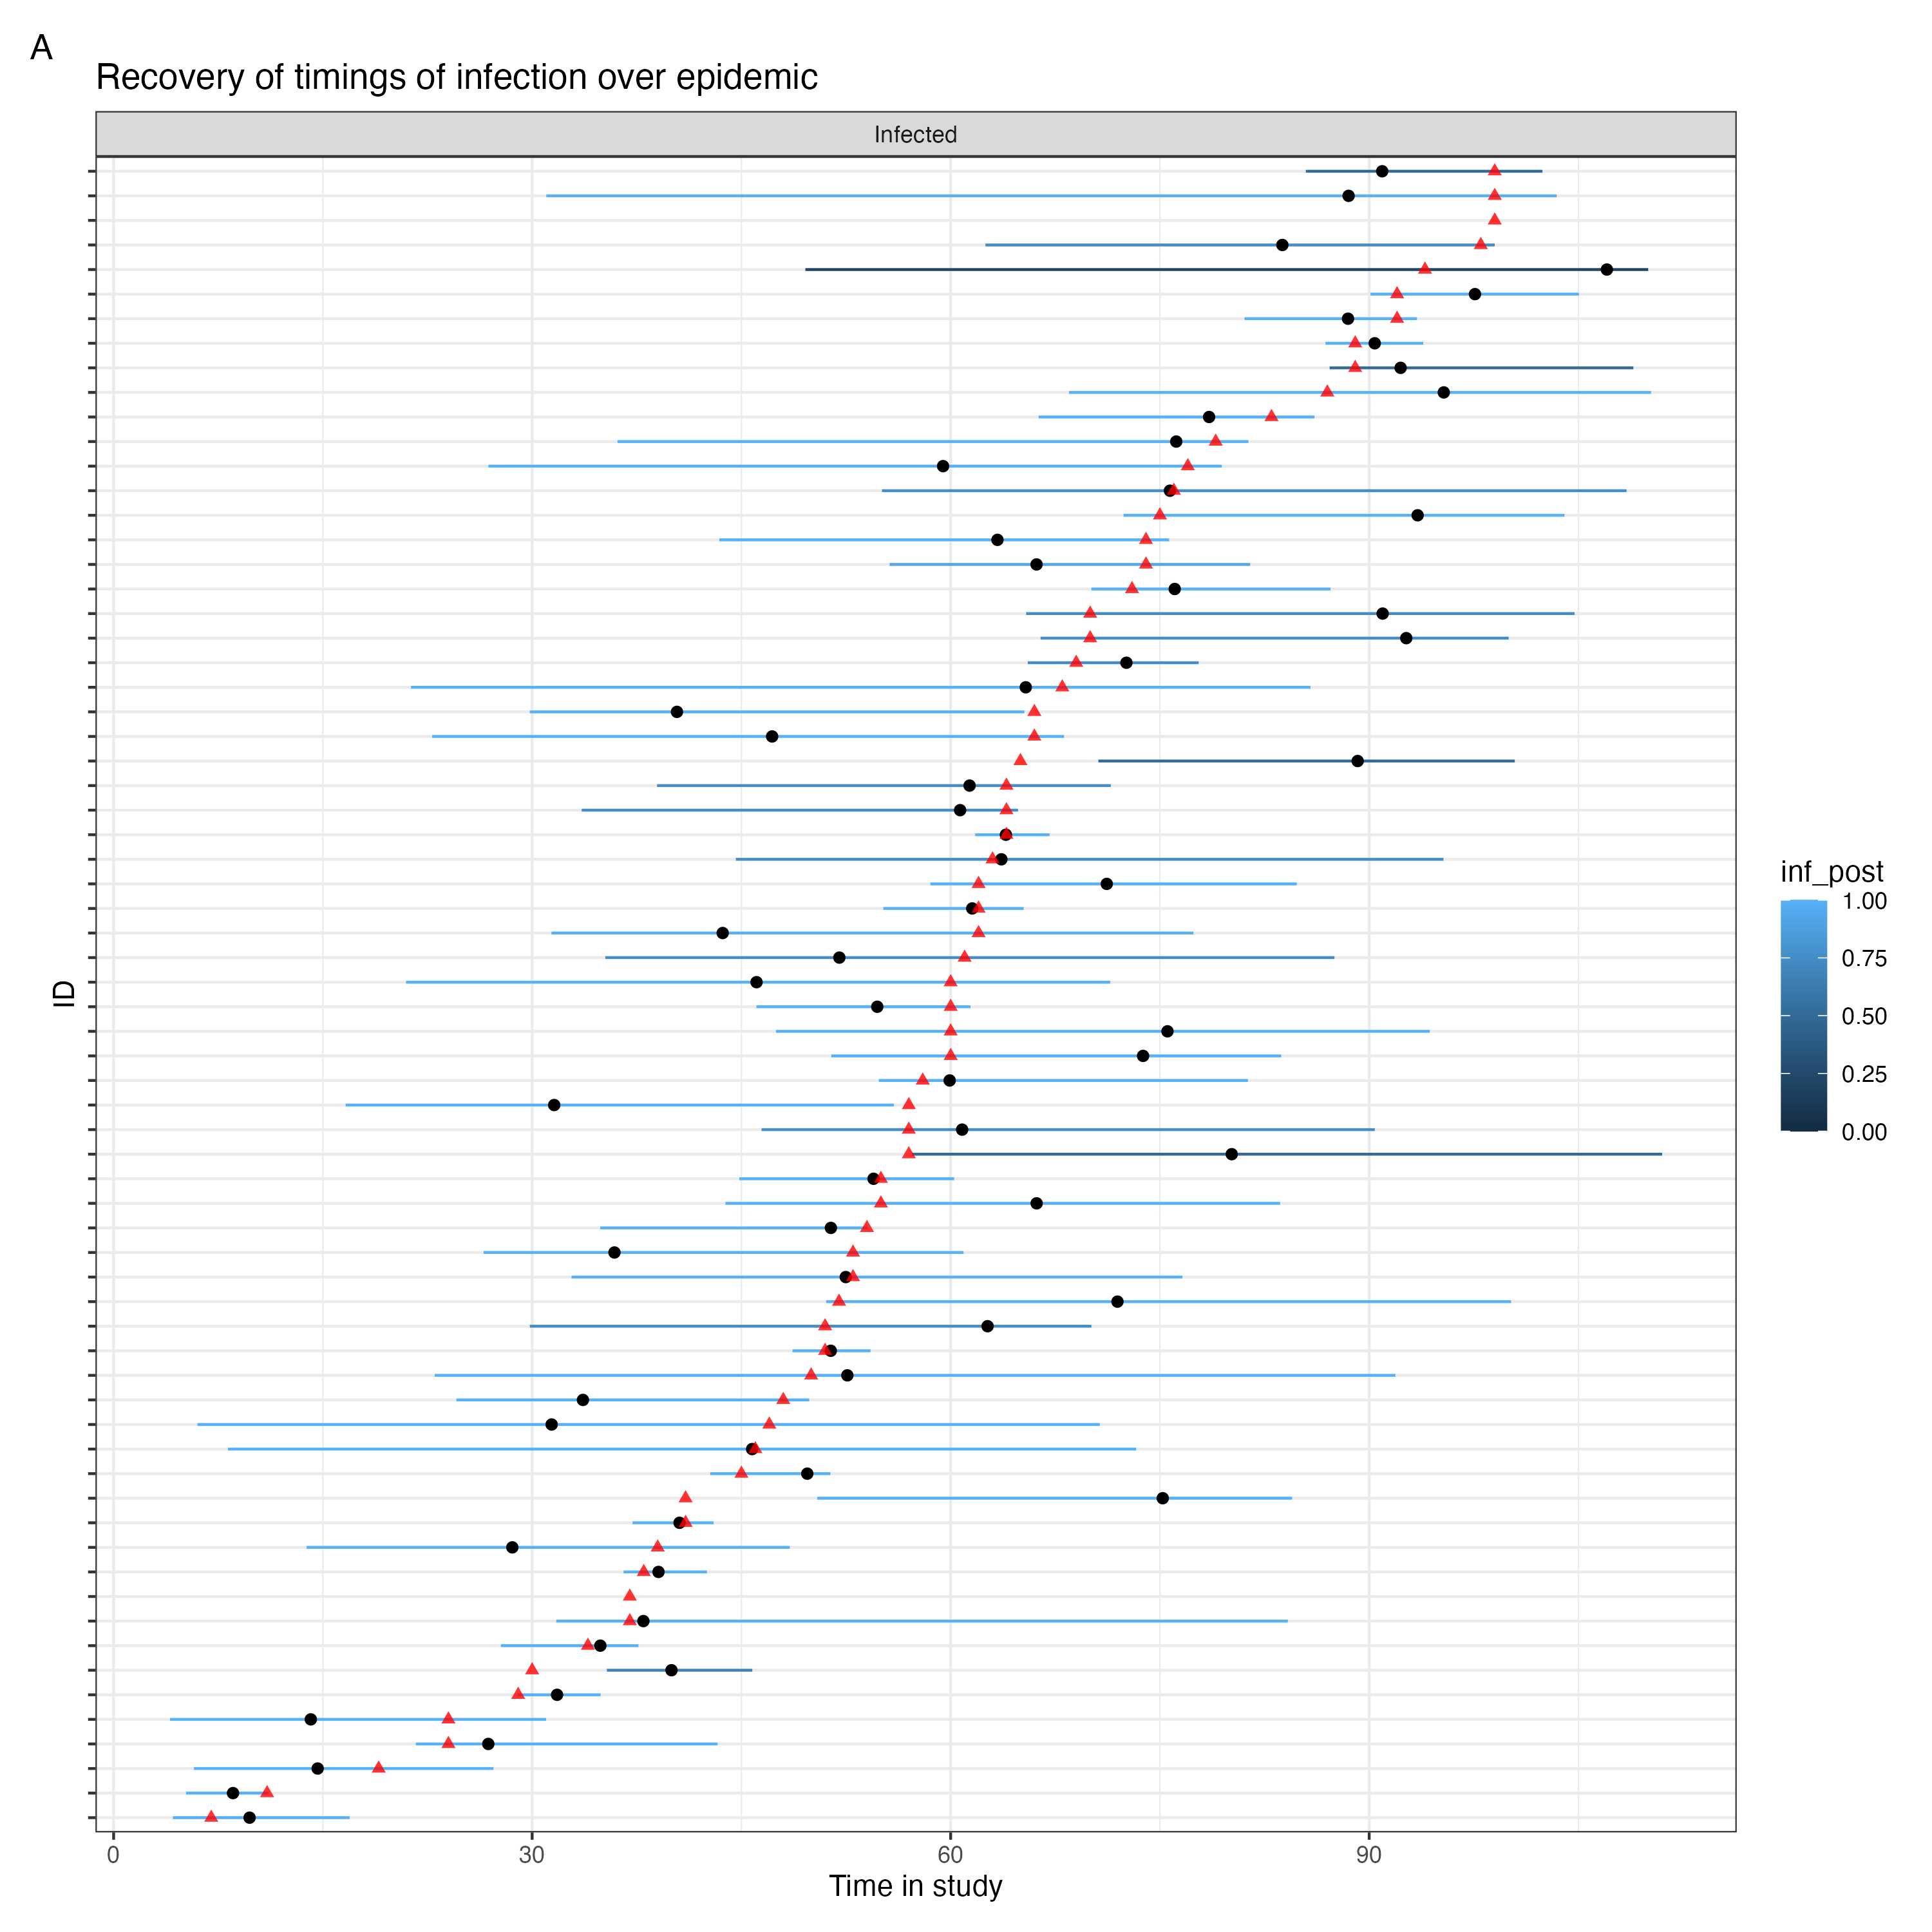 A
Recovery of timings of infection over epidemic
Infected
ID
inf_post
1.00
0.75
0.50
0.25
0.00
0
30
60
90
Time in study